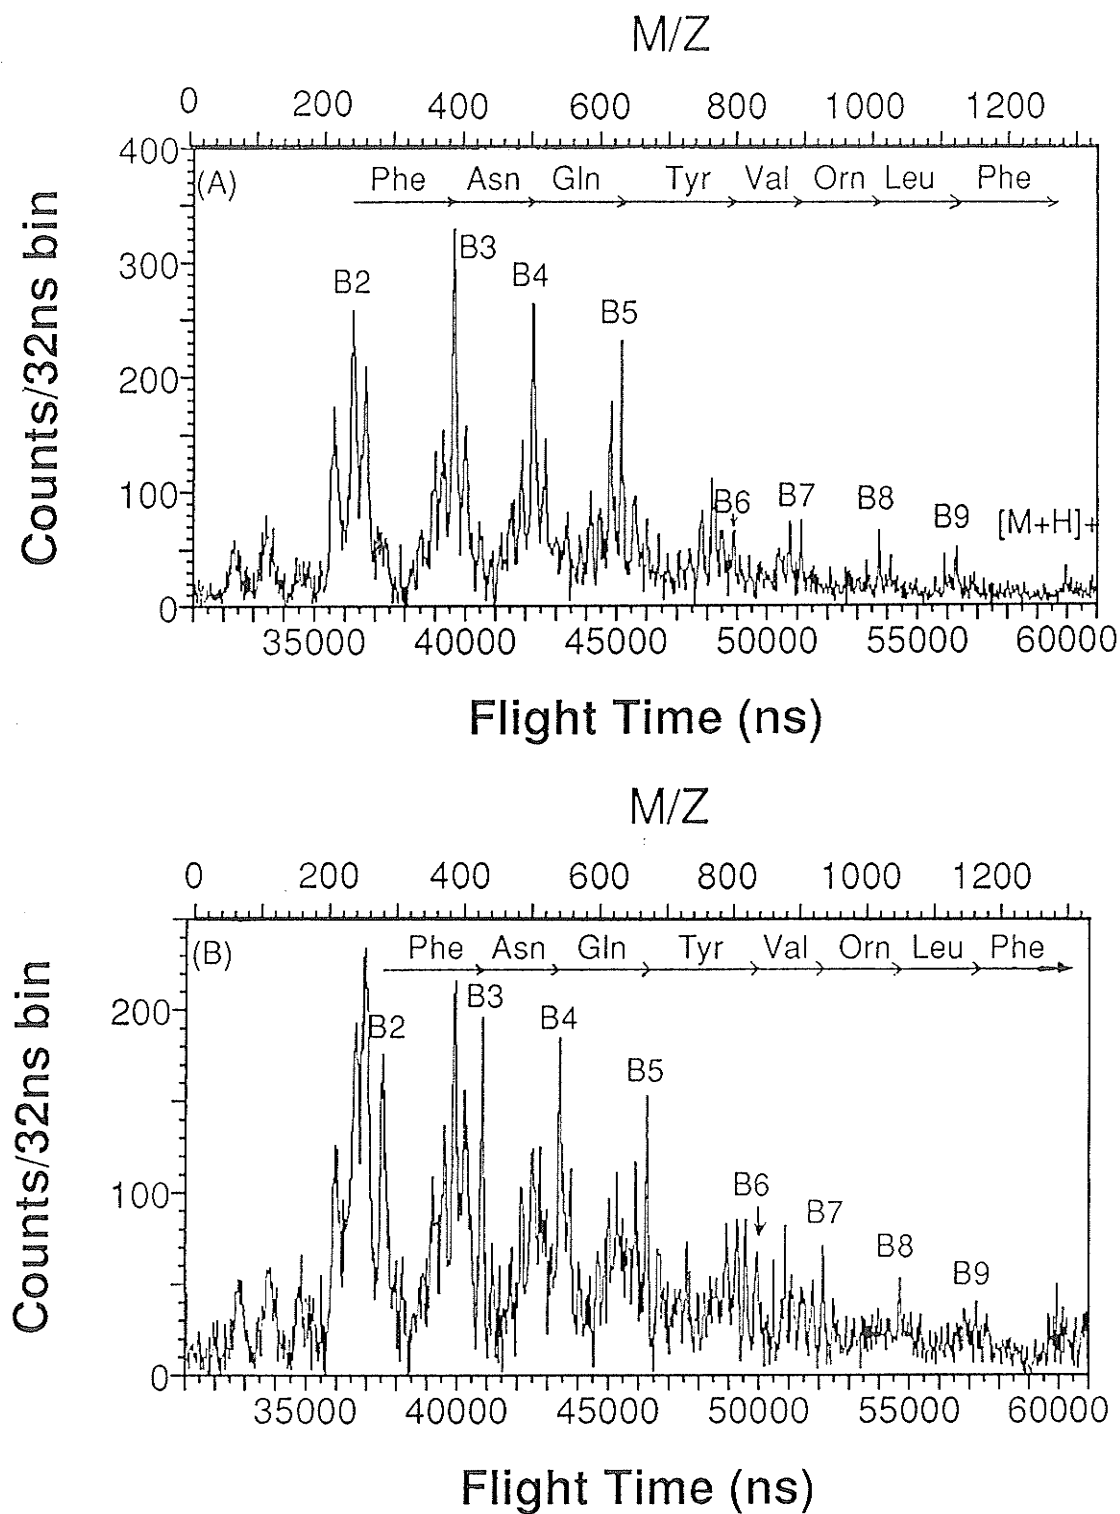 M/Z
0 200 400 600 800 1000 1200
400
300
200
100
0
Counts/32ns bin
(A) Phe Asn Gln Tyr Val Orn Leu Phe
B2 B3 B4 B5 B6 B7 B8 B9 [M+H]+
35000 40000 45000 50000 55000 60000
Flight Time (ns)
M/Z
0 200 400 600 800 1000 1200
200
100
0
Counts/32ns bin
(B) Phe Asn Gln Tyr Val Orn Leu Phe
B2 B3 B4 B5 B6 B7 B8 B9
35000 40000 45000 50000 55000 60000
Flight Time (ns)